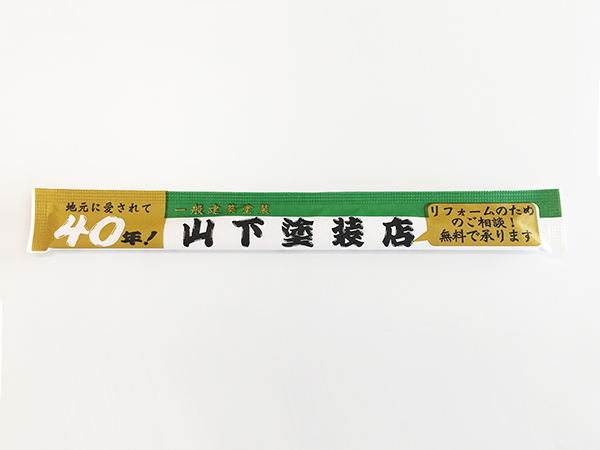 地元に愛されて
40年!
一般建築塗装
山下塗装店
リフォームのため
のご相談!
無料で承ります